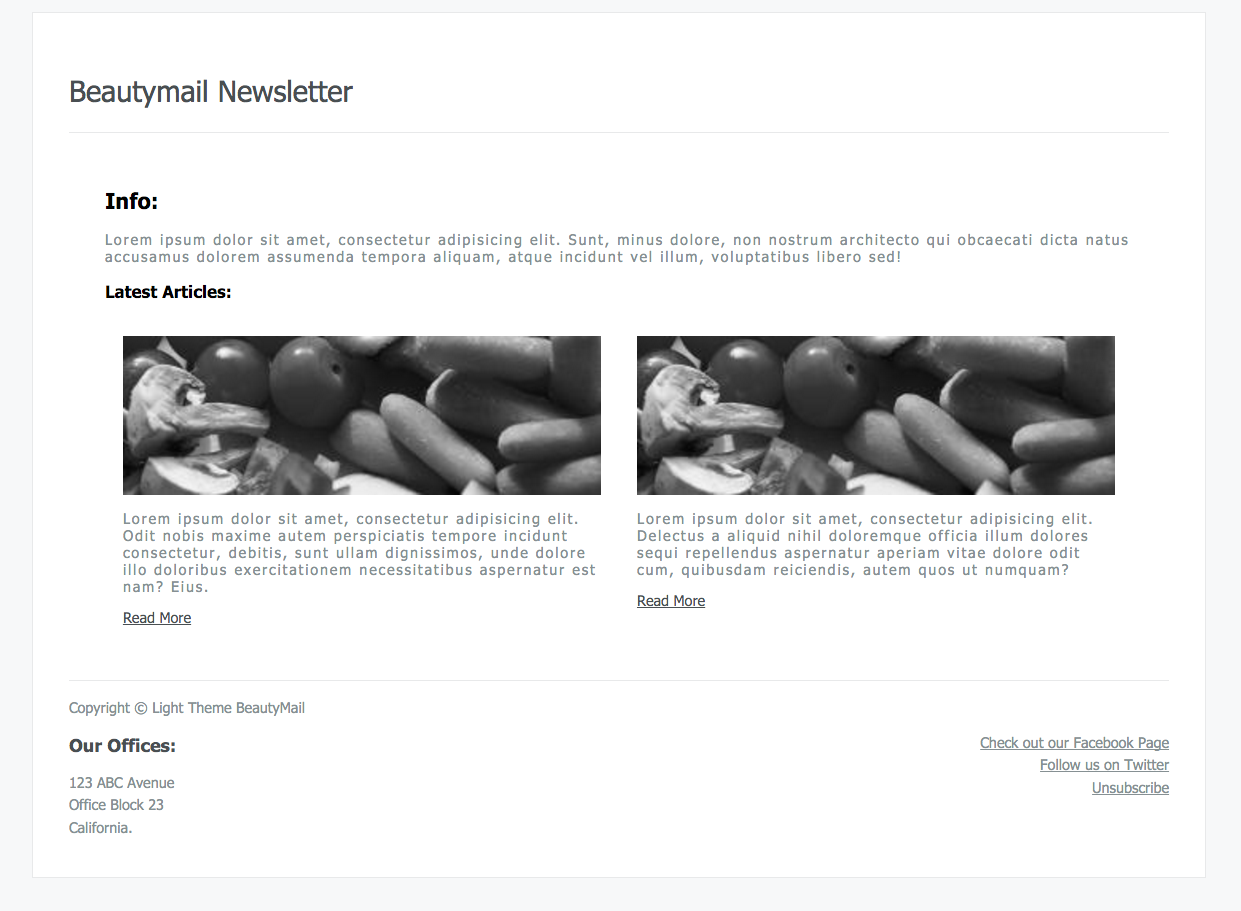 Beautymail Newsletter
Info:
Lorem ipsum dolor sit amet, consectetur adipisicing elit. Sunt, minus dolore, non nostrum architecto qui obcaecati dicta natus
accusamus dolorem assumenda tempora aliquam, atque incidunt vel illum, voluptatibus libero sed!
Latest Articles:
Lorem ipsum dolor sit amet, consectetur adipisicing elit.
Odit nobis maxime autem perspiciatis tempore incidunt
consectetur, debitis, sunt ullam dignissimos, unde dolore
illo doloribus exercitationem necessitatibus aspernatur est
nam? Eius.
Read More
Lorem ipsum dolor sit amet, consectetur adipisicing elit.
Delectus a aliquid nihil doloremque officia illum dolores
sequi repellendus aspernatur aperiam vitae dolore odit
cum, quibusdam reiciendis, autem quos ut numquam?
Read More
Copyright © Light Theme BeautyMail
Our Offices:
123 ABC Avenue
Office Block 23
California.
Check out our Facebook Page
Follow us on Twitter
Unsubscribe